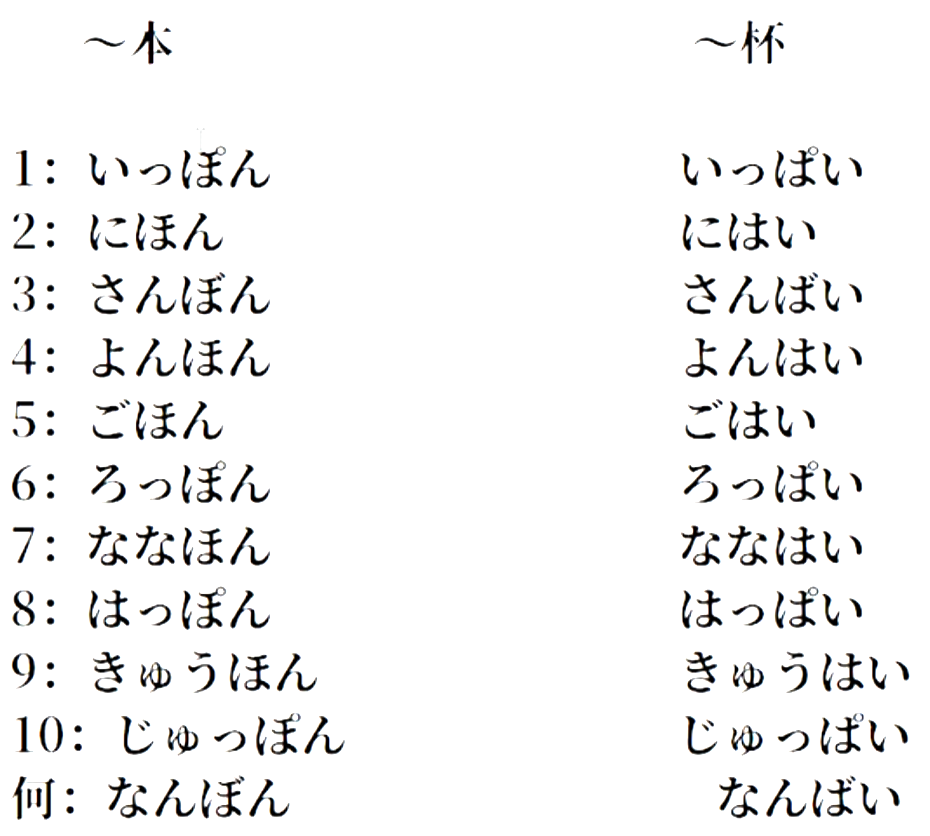 ～本 ～杯
1：いっぽん いっぱい
2：にほん にはい
3：さんぼん さんばい
4：よんほん よんはい
5：ごほん ごはい
6：ろっぽん ろっぱい
7：ななほん ななはい
8：はっぽん はっぱい
9：きゅうほん きゅうはい
10：じゅっぽん じゅっぱい
何：なんぼん なんばい